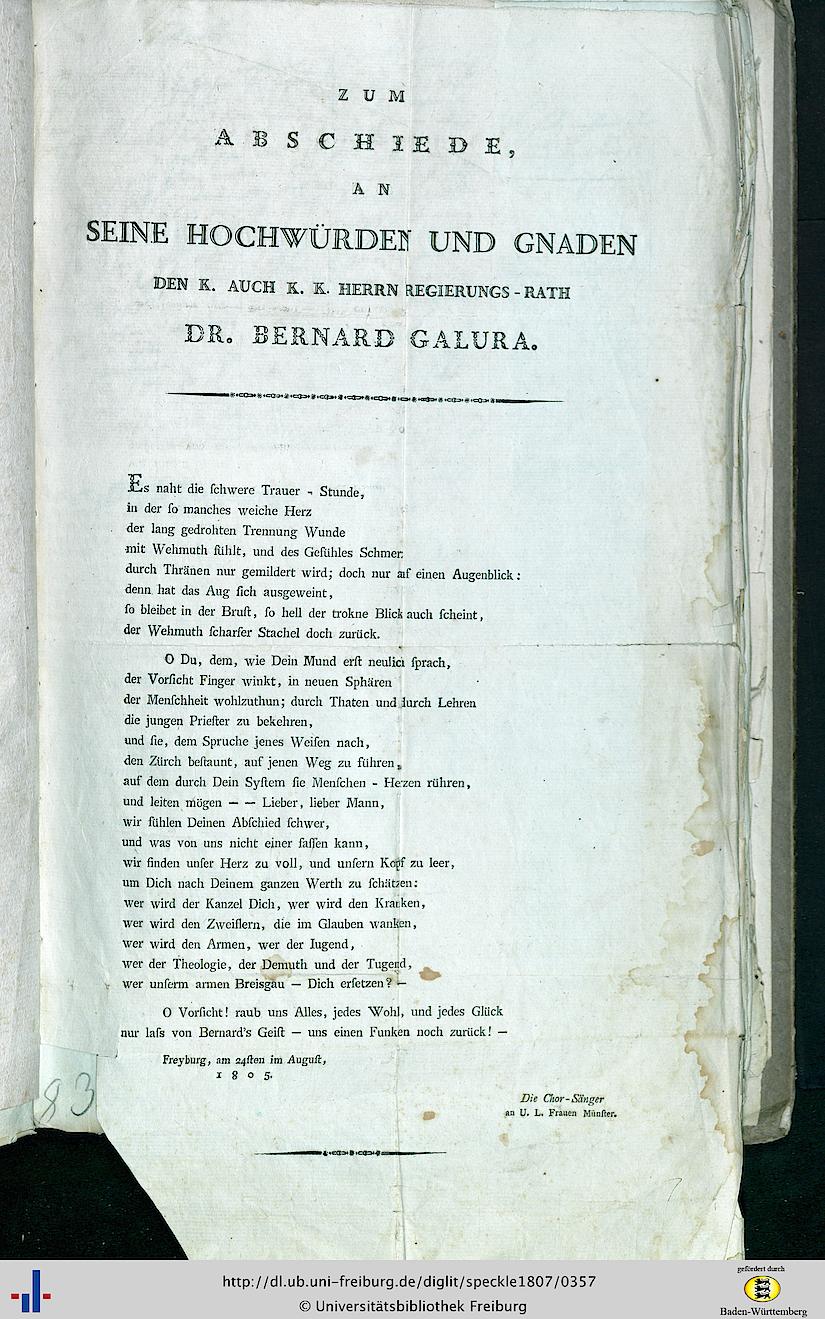 ZUM
ABSCHIEDE,
AN
SEINE HOCHWÜRDEN UND GNADEN
DEN K. AUCH K. K. HERRN REGIERUNGS-RATH
DR. BERNARD GALURA.
Es naht die ſchwere Trauer - Stunde,
in der ſo manches weiche Herz
der lang gedrohten Trennung Wunde
mit Wehmuth fühlt, und des Gefühles Schmerz
durch Thränen nur gemildert wird; doch nur auf einen Augenblick:
denn hat das Aug ſich ausgeweint,
ſo bleibet in der Bruſt, ſo hell der trokne Blick auch ſcheint,
der Wehmuth ſcharfer Stachel doch zurück.
O Du, dem, wie Dein Mund erſt neulich ſprach,
der Vorſicht Finger winkt, in neuen Sphären
der Menſchheit wohlzuthun; durch Thaten und durch Lehren
die jungen Prieſter zu bekehren,
und ſie, dem Spruche jenes Weiſen nach,
den Zürch beſtaunt, auf jenen Weg zu führen,
auf dem durch Dein Syſtem ſie Menſchen - Herzen rühren,
und leiten mögen — — Lieber, lieber Mann,
wir fühlen Deinen Abſchied ſchwer,
und was von uns nicht einer faſſen kann,
wir finden unſer Herz zu voll, und unſern Kopf zu leer,
um Dich nach Deinem ganzen Werth zu ſchätzen:
wer wird der Kanzel Dich, wer wird den Kranken,
wer wird den Zweiflern, die im Glauben wanken,
wer wird den Armen, wer der Iugend,
wer der Theologie, der Demuth und der Tugend,
wer unſerm armen Breisgau — Dich erſetzen? —
O Vorſicht! raub uns Alles, jedes Wohl, und jedes Glück
nur laſs von Bernard's Geiſt — uns einen Funken noch zurück! —
Freyburg, am 24ſten im Auguſt,
1805.
Die Chor-Sänger
an U. L. Frauen Münſter.
83
http://dl.ub.uni-freiburg.de/diglit/speckle1807/0357
© Universitätsbibliothek Freiburg
gefördert durch
Baden-Württemberg